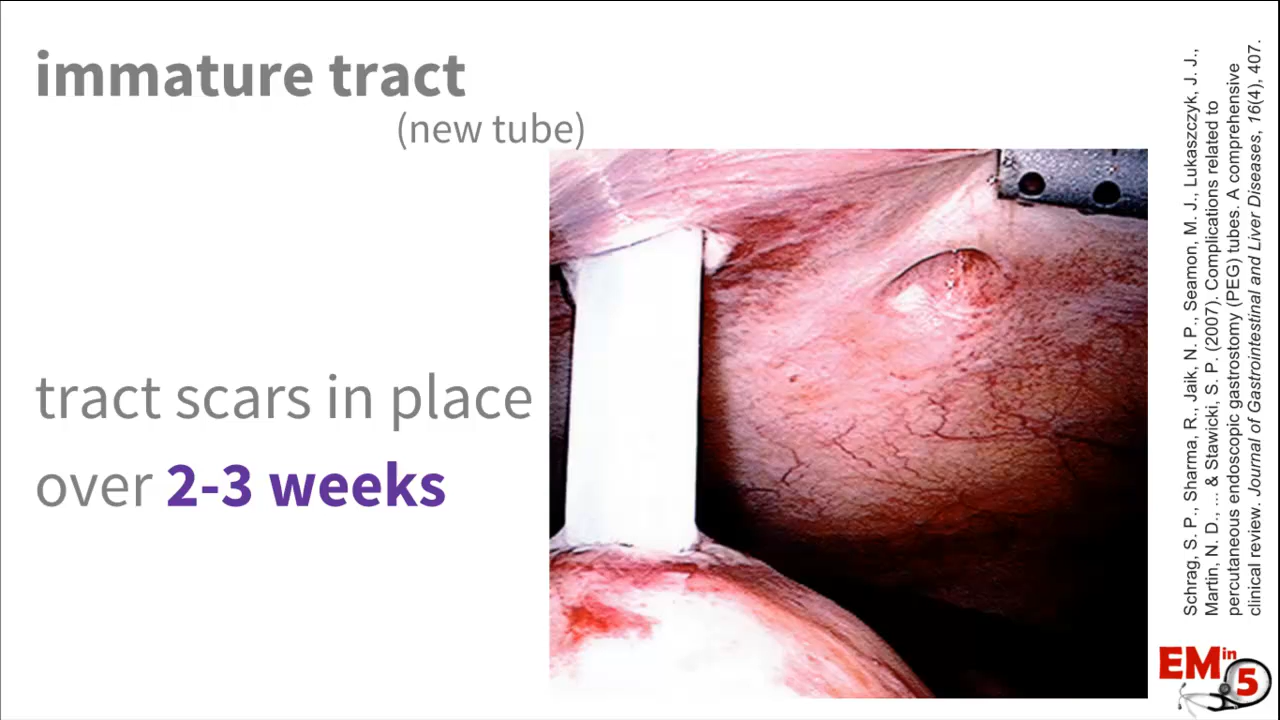 immature tract
(new tube)
tract scars in place
over 2-3 weeks
Schrag, S. P., Sharma, R., Jaik, N. P., Seamon, M. J., Lukaszczyk, J. J.,
Martin, N. D., ... & Stawicki, S. P. (2007). Complications related to
percutaneous endoscopic gastrostomy (PEG) tubes. A comprehensive
clinical review. Journal of Gastrointestinal and Liver Diseases, 16(4), 407.
EM in 5